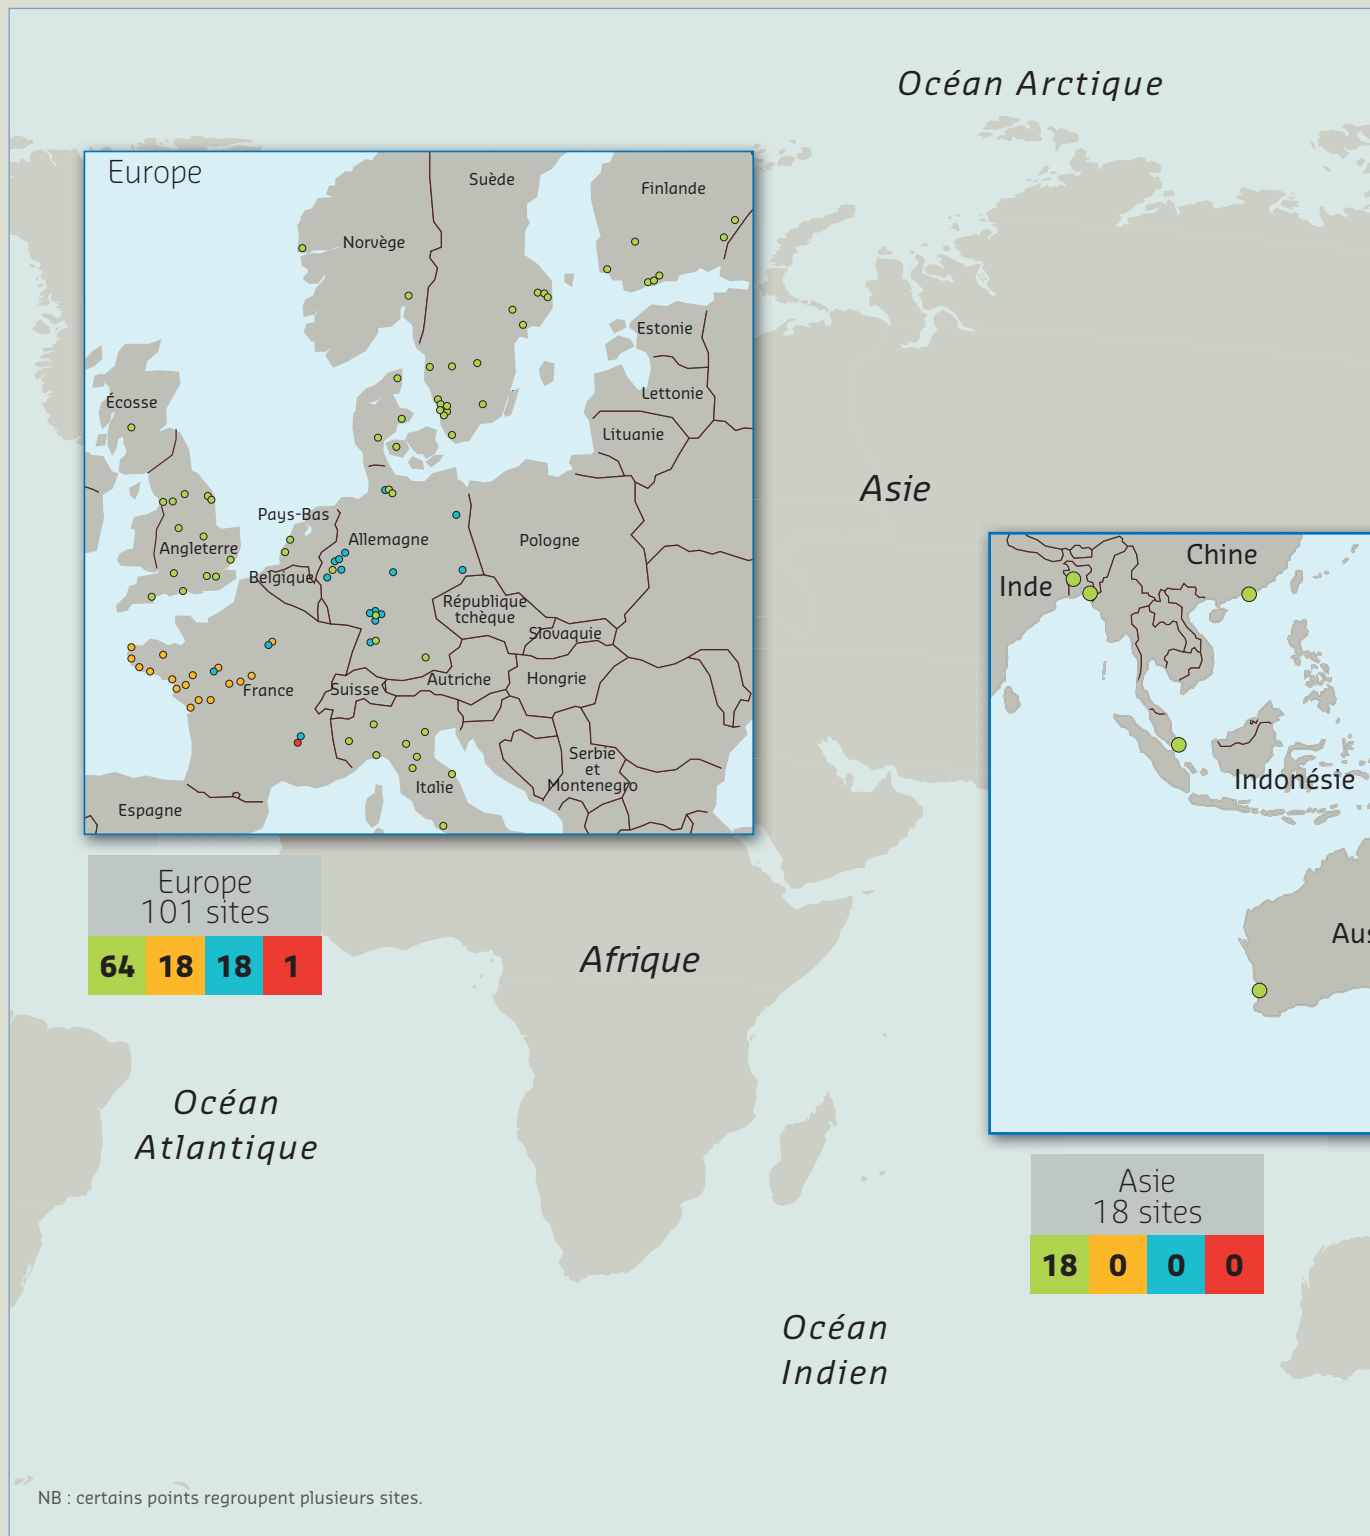 Océan Arctique
Europe
Suède
Finlande
Norvège
Estonie
Lettonie
Écosse
Lituanie
Pays-Bas
Allemagne
Pologne
Angleterre
Belgique
République
tchèque
Slovaquie
Autriche
Hongrie
Suisse
France
Serbie
et
Montenegro
Italie
Espagne
Asie
Chine
Inde
Indonésie
Aus
Europe
101 sites
64 18 18 1
Afrique
Océan
Atlantique
Asie
18 sites
18 0 0 0
Océan
Indien
NB : certains points regroupent plusieurs sites.